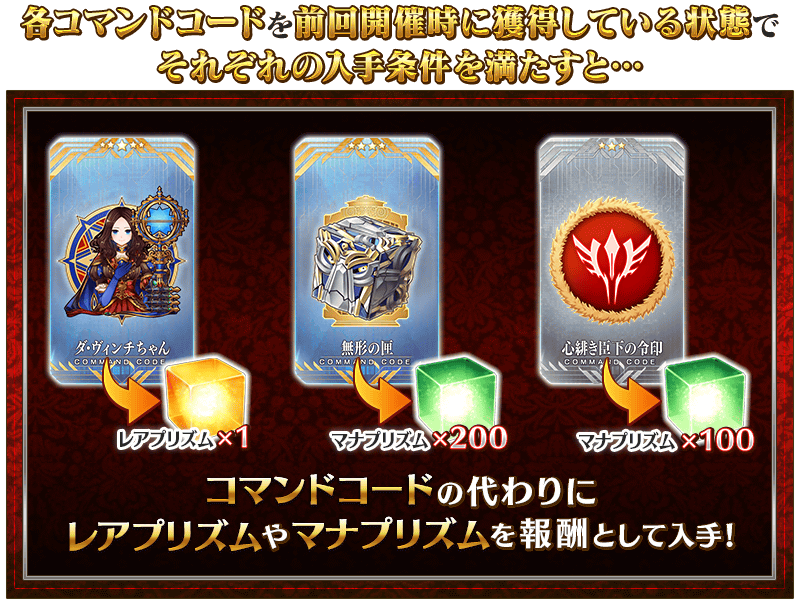 各コマンドコードを前回開催時に獲得している状態で
それぞれの入手条件を満たすと…
ダ・ヴィンチちゃん
COMMAND CODE
無形の匣
COMMAND CODE
心緋き臣下の令印
COMMAND CODE
レアプリズム×1
マナプリズム×200
マナプリズム×100
コマンドコードの代わりに
レアプリズムやマナプリズムを報酬として入手!